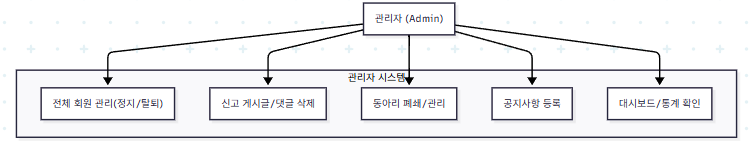 관리자 (Admin)
관리자 시스템
전체 회원 관리(정지/탈퇴)
신고 게시글/댓글 삭제
동아리 폐쇄/관리
공지사항 등록
대시보드/통계 확인